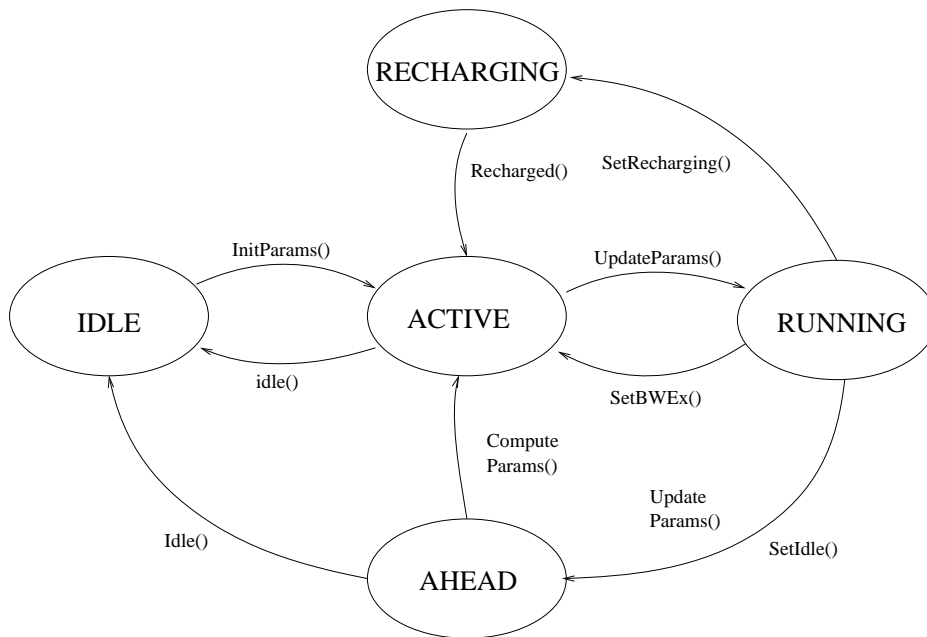 RECHARGING
Recharged()
SetRecharging()
InitParams()
UpdateParams()
IDLE
ACTIVE
RUNNING
idle()
SetBWEx()
Compute
Params()
Update
Params()
Idle()
SetIdle()
AHEAD